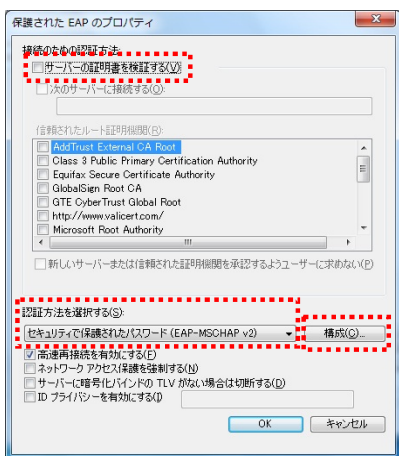 保護された EAP のプロパティ
接続のための認証方法:
サーバーの証明書を検証する(V)
次のサーバーに接続する(O):
信頼されたルート証明機関(R):
AddTrust External CA Root
Class 3 Public Primary Certification Authority
Equifax Secure Certificate Authority
GlobalSign Root CA
GTE CyberTrust Global Root
http://www.valicert.com/
Microsoft Root Authority
新しいサーバーまたは信頼された証明機関を承認するようユーザーに求めない(P)
認証方法を選択する(S):
セキュリティで保護されたパスワード (EAP-MSCHAP v2) 構成(C)...
高速再接続を有効にする(F)
ネットワーク アクセス保護を強制する(N)
サーバーに暗号化バインドの TLV がない場合は切断する(D)
ID プライバシーを有効にする(I)
OK キャンセル